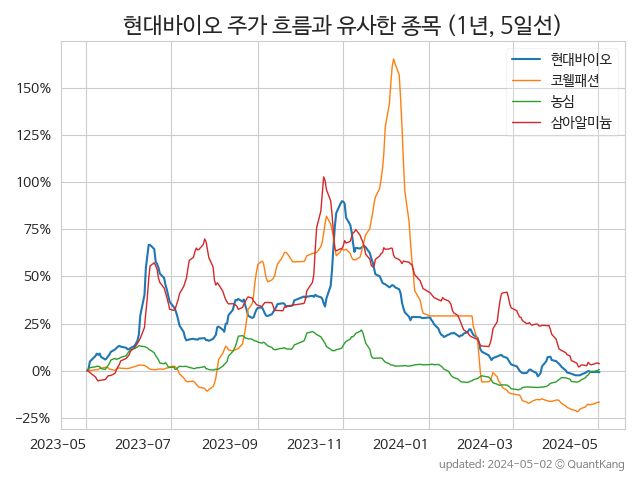 현대바이오 주가 흐름과 유사한 종목 (1년, 5일선)
현대바이오
코웰패션
농심
삼아알미늄
150%
125%
100%
75%
50%
25%
0%
−25%
2023-05
2023-07
2023-09
2023-11
2024-01
2024-03
2024-05
updated: 2024-05-02 © QuantKang